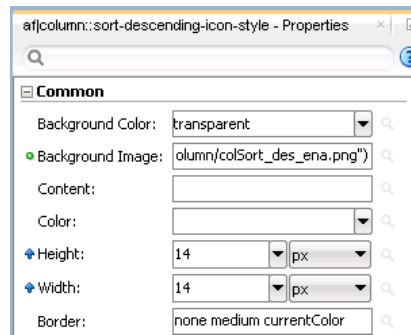 af|column::sort-descending-icon-style - Properties
Common
Background Color: transparent
Background Image: olumn/colSort_des_ena.png")
Content:
Color:
Height: 14 px
Width: 14 px
Border: none medium currentColor